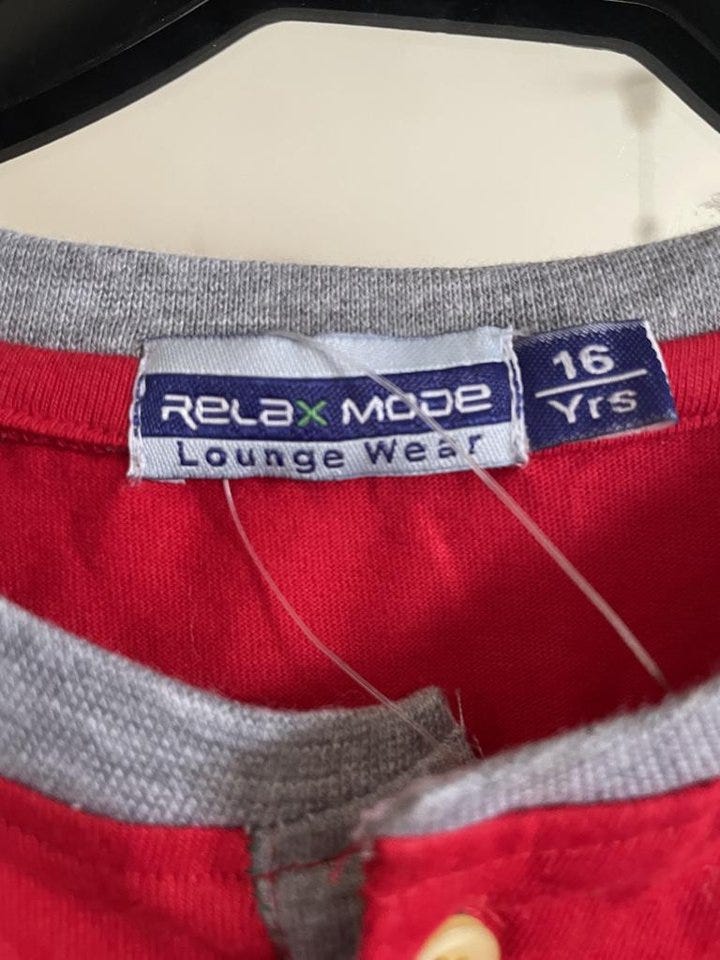 RELAX MODE
Lounge Wear
16
Yrs